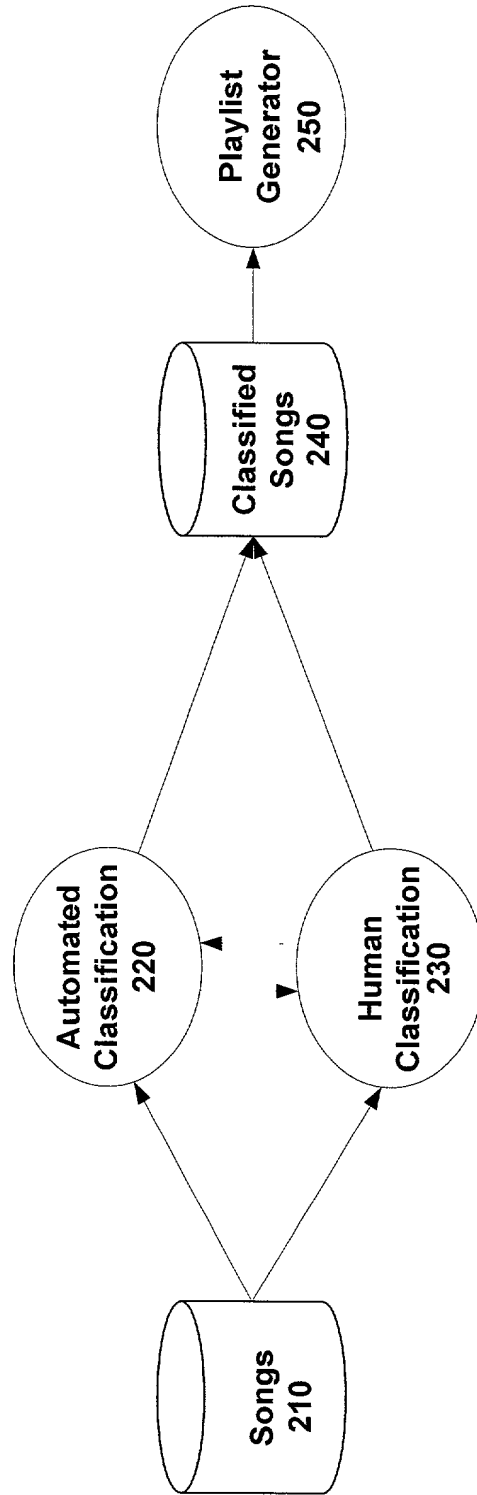 Songs
210
Automated
Classification
220
Human
Classification
230
Classified
Songs
240
Playlist
Generator
250